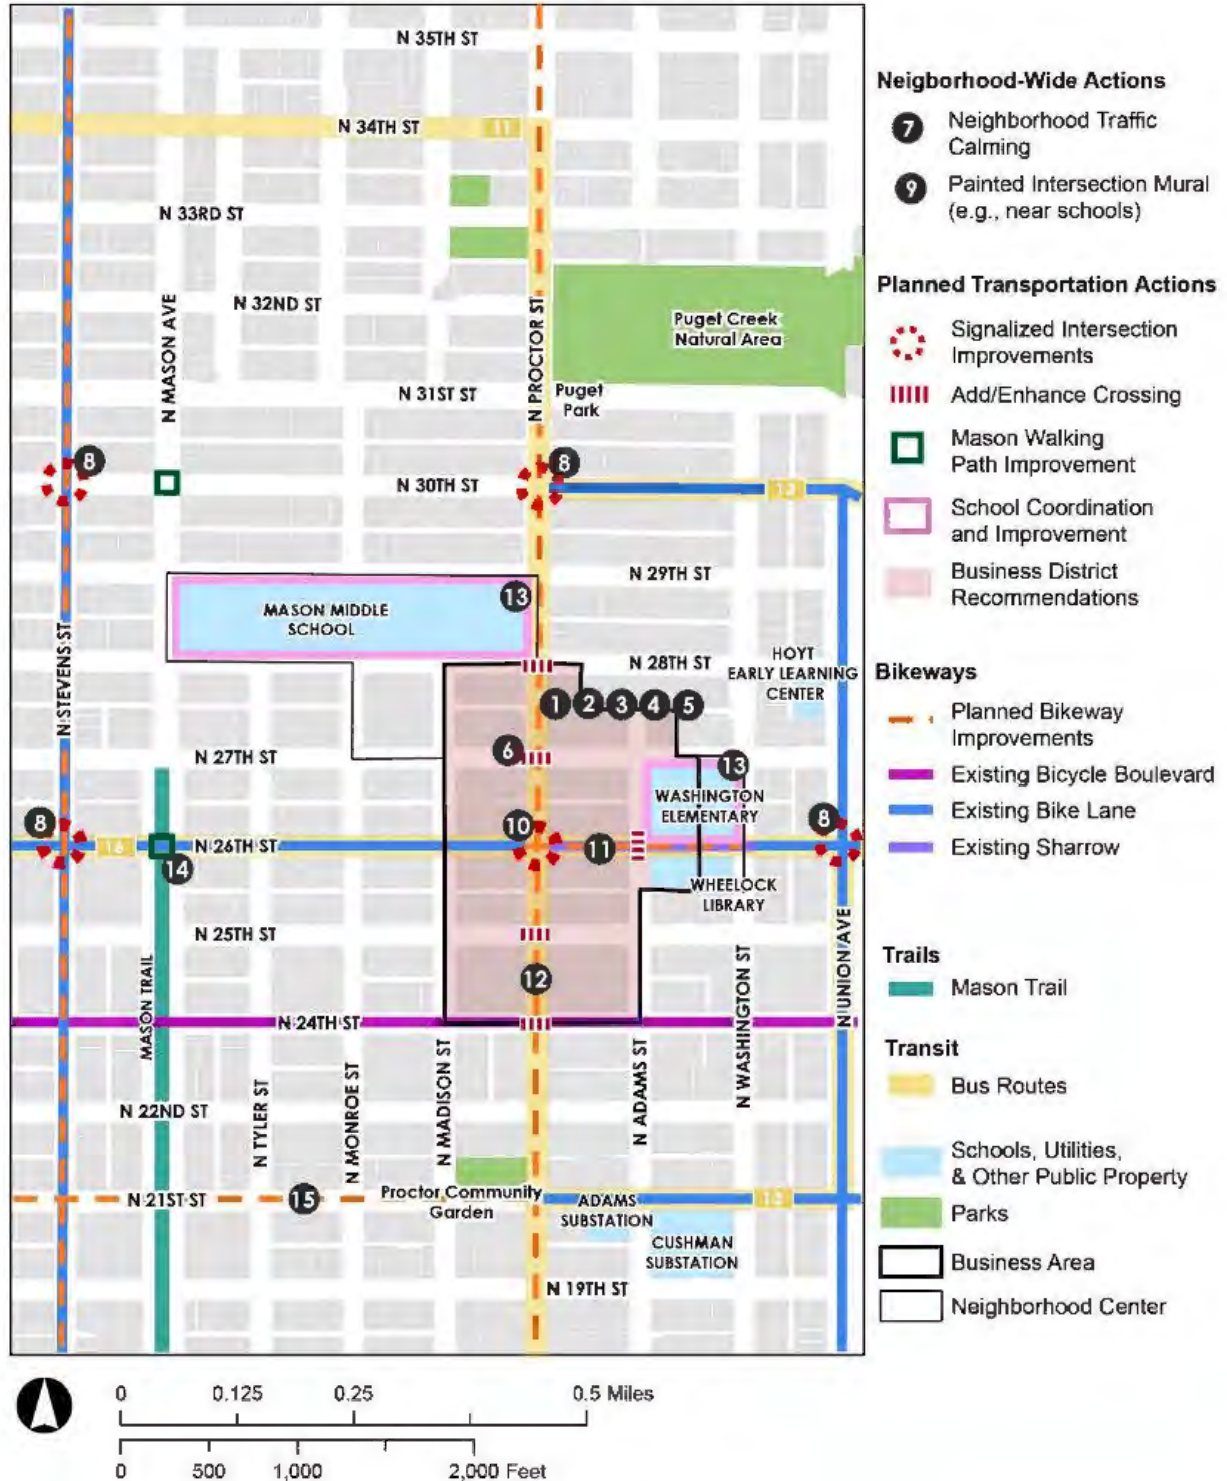 N 35TH ST
N 34TH ST
11
N 33RD ST
N 32ND ST
N MASON AVE
N PROCTOR ST
Puget Creek
Natural Area
N 31ST ST
Puget
Park
8
8
N 30TH ST
13
N 29TH ST
13
MASON MIDDLE
SCHOOL
N STEVENS ST
N 28TH ST
HOYT
EARLY LEARNING
CENTER
1
2
3
4
5
6
N 27TH ST
13
WASHINGTON
ELEMENTARY
8
10
8
16
N 26TH ST
11
14
WHEELOCK
LIBRARY
N 25TH ST
MASON TRAIL
12
N WASHINGTON ST
N UNION AVE
N 24TH ST
N TYLER ST
N MONROE ST
N MADISON ST
N ADAMS ST
N 22ND ST
N 21ST ST
15
Proctor Community
Garden
ADAMS
SUBSTATION
13
CUSHMAN
SUBSTATION
N 19TH ST
Neigborhood-Wide Actions
7
Neighborhood Traffic
Calming
9
Painted Intersection Mural
(e.g., near schools)
Planned Transportation Actions
Signalized Intersection
Improvements
Add/Enhance Crossing
Mason Walking
Path Improvement
School Coordination
and Improvement
Business District
Recommendations
Bikeways
Planned Bikeway
Improvements
Existing Bicycle Boulevard
Existing Bike Lane
Existing Sharrow
Trails
Mason Trail
Transit
Bus Routes
Schools, Utilities,
& Other Public Property
Parks
Business Area
Neighborhood Center
0 0.125 0.25 0.5 Miles
0 500 1,000 2,000 Feet